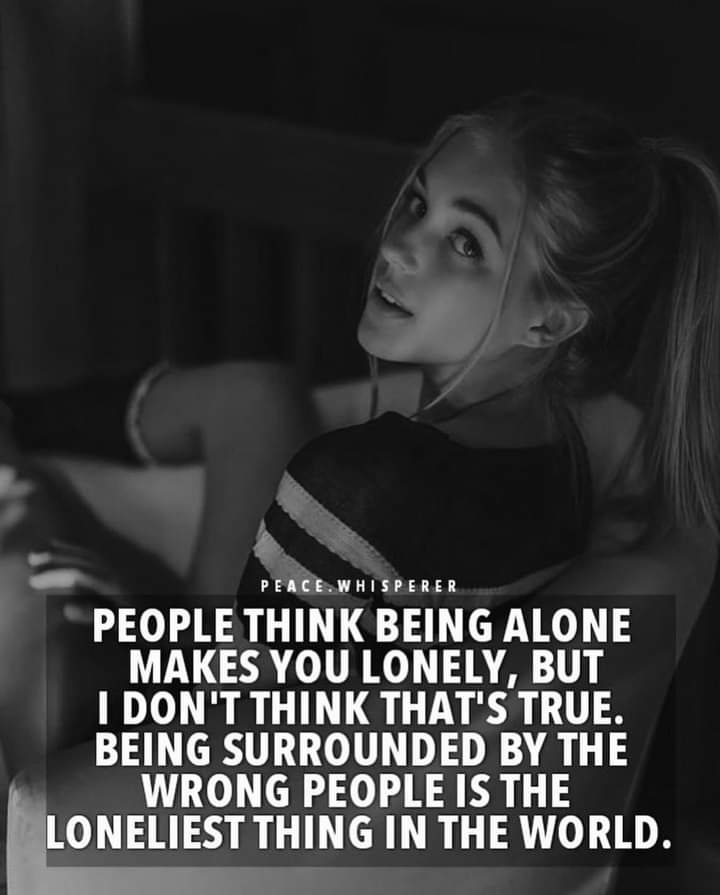 PEACE.WHISPERER
PEOPLE THINK BEING ALONE
MAKES YOU LONELY, BUT
I DON'T THINK THAT'S TRUE.
BEING SURROUNDED BY THE
WRONG PEOPLE IS THE
LONELIEST THING IN THE WORLD.